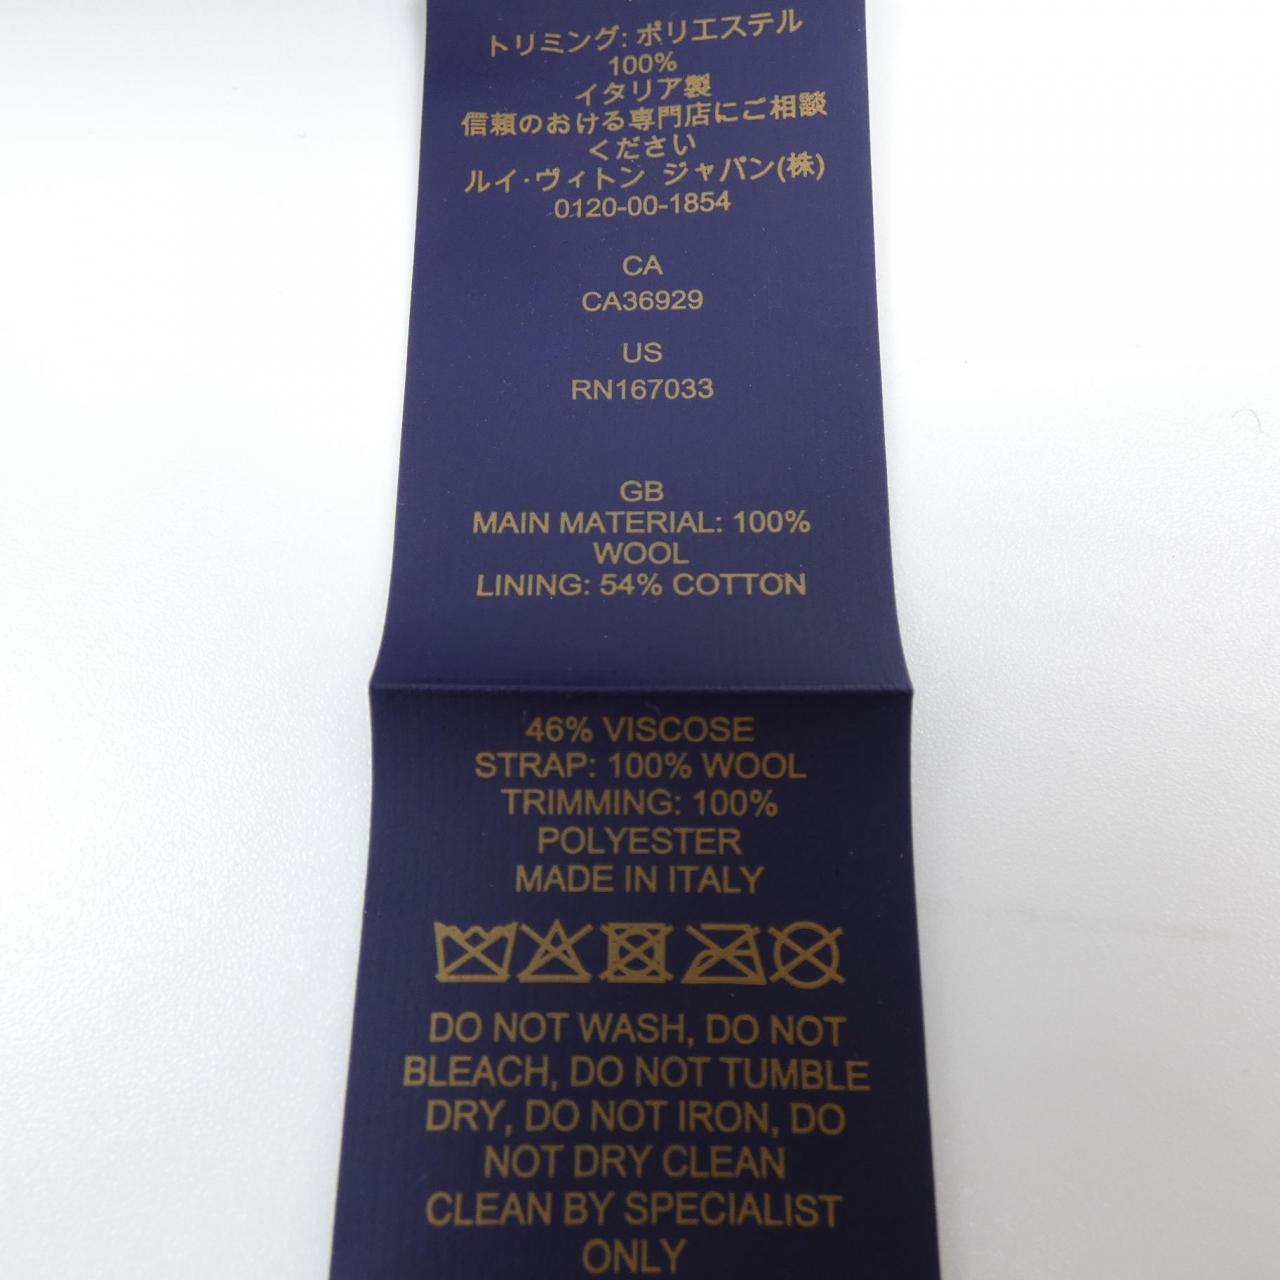 トリミング: ポリエステル
100%
イタリア製
信頼のおける専門店にご相談
ください
ルイ・ヴィトン ジャパン(株)
0120-00-1854
CA
CA36929
US
RN167033
GB
MAIN MATERIAL: 100%
WOOL
LINING: 54% COTTON
46% VISCOSE
STRAP: 100% WOOL
TRIMMING: 100%
POLYESTER
MADE IN ITALY
DO NOT WASH, DO NOT
BLEACH, DO NOT TUMBLE
DRY, DO NOT IRON, DO
NOT DRY CLEAN
CLEAN BY SPECIALIST
ONLY